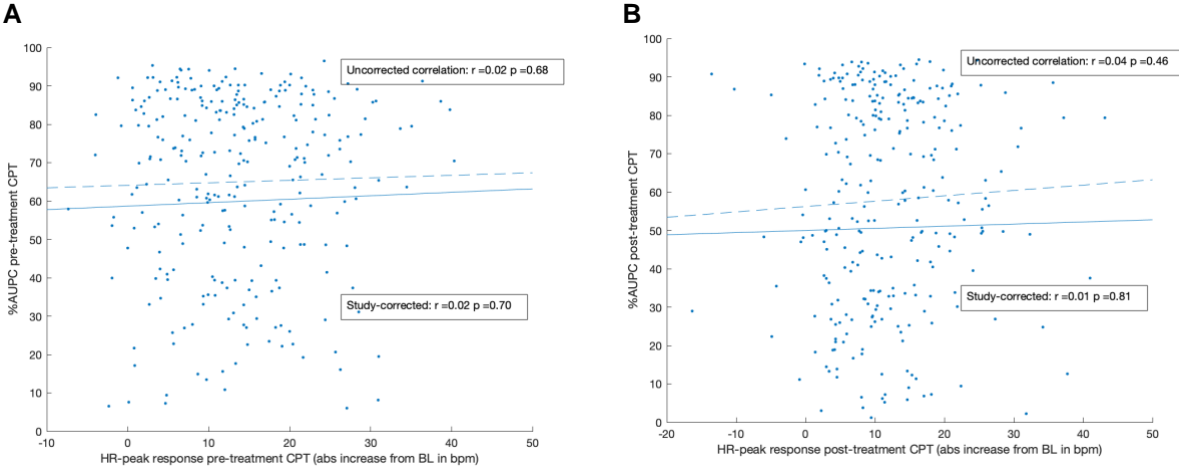 A
100
90
80
70
60
50
40
30
20
10
0
%AUPC pre-treatment CPT
Uncorrected correlation: r =0.02 p =0.68
Study-corrected: r =0.02 p =0.70
-10 0 10 20 30 40 50
HR-peak response pre-treatment CPT (abs increase from BL in bpm)
B
100
90
80
70
60
50
40
30
20
10
0
%AUPC post-treatment CPT
Uncorrected correlation: r =0.04 p =0.46
Study-corrected: r =0.01 p =0.81
-20 -10 0 10 20 30 40 50
HR-peak response post-treatment CPT (abs increase from BL in bpm)